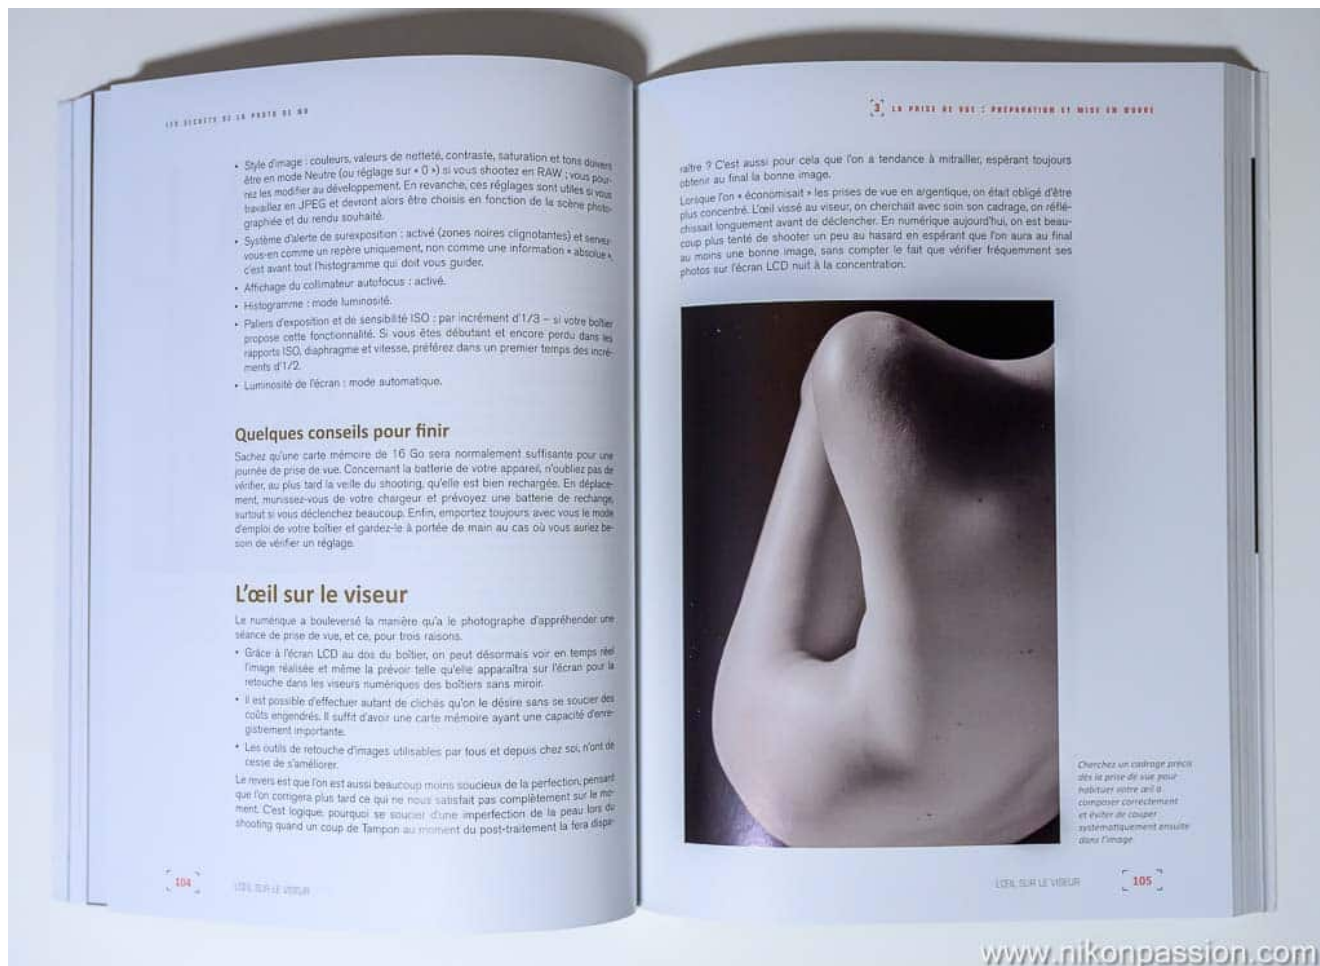 LES SECRETS DE LA PHOTO DE NU
• Style d'image : couleurs, valeurs de netteté, contraste, saturation et tons divers
être en mode Neutre (ou réglage sur « 0 ») si vous shootez en RAW ; vous pour-
rez les modifier au développement. En revanche, ces réglages sont utiles si vous
travaillez en JPEG et devront alors être choisis en fonction de la scène photo-
graphiée et du rendu souhaité.
• Système d'alerte de surexposition : activé (zones noires clignotantes) et servez-
vous-en comme un repère uniquement, non comme une information « absolue »,
c'est avant tout l'histogramme qui doit vous guider.
• Affichage du collimateur autofocus : activé.
• Histogramme : mode luminosité.
• Paliers d'exposition et de sensibilité ISO : par incrément d'1/3 – si votre boîtier
propose cette fonctionnalité. Si vous êtes débutant et encore perdu dans les
rapports ISO, diaphragme et vitesse, préférez dans un premier temps des incré-
ments d'1/2.
• Luminosité de l'écran : mode automatique.
Quelques conseils pour finir
Sachez qu'une carte mémoire de 16 Go sera normalement suffisante pour une
journée de prise de vue. Concernant la batterie de votre appareil, n'oubliez pas de
vérifier, au plus tard la veille du shooting, qu'elle est bien rechargée. En déplace-
ment, munissez-vous de votre chargeur et prévoyez une batterie de rechange,
surtout si vous déclenchez beaucoup. Enfin, emportez toujours avec vous le mode
d'emploi de votre boîtier et gardez-le à portée de main au cas où vous auriez be-
soin de vérifier un réglage.
L'œil sur le viseur
Le numérique a bouleversé la manière qu'a le photographe d'appréhender une
séance de prise de vue, et ce, pour trois raisons.
• Grâce à l'écran LCD au dos du boîtier, on peut désormais voir en temps réel
l'image réalisée et même la prévoir telle qu'elle apparaîtra sur l'écran pour la
retouche dans les viseurs numériques des boîtiers sans miroir.
• Il est possible d'effectuer autant de clichés qu'on le désire sans se soucier des
coûts engendrés. Il suffit d'avoir une carte mémoire ayant une capacité d'enre-
gistrement importante.
• Les outils de retouche d'images utilisables par tous et depuis chez soi, n'ont de
cesse de s'améliorer.
Le revers est que l'on est aussi beaucoup moins soucieux de la perfection, pensant
que l'on corrigera plus tard ce qui ne nous satisfait pas complètement sur le mo-
ment. C'est logique, pourquoi se soucier d'une imperfection de la peau lors du
shooting quand un coup de Tampon au moment du post-traitement la fera dispa-
104
L'ŒIL SUR LE VISEUR
3 LA PRISE DE VUE : PRÉPARATION ET MISE EN ŒUVRE
raître ? C'est aussi pour cela que l'on a tendance à mitrailler, espérant toujours
obtenir au final la bonne image.
Lorsque l'on « économisait » les prises de vue en argentique, on était obligé d'être
plus concentré. L'œil vissé au viseur, on cherchait avec soin son cadrage, on réflé-
chissait longuement avant de déclencher. En numérique aujourd'hui, on est beau-
coup plus tenté de shooter un peu au hasard en espérant que l'on aura au final
au moins une bonne image, sans compter le fait que vérifier fréquemment ses
photos sur l'écran LCD nuit à la concentration.
Cherchez un cadrage précis
dès la prise de vue pour
habituer votre œil à
composer correctement
et éviter de couper
systématiquement ensuite
dans l'image
L'ŒIL SUR LE VISEUR
105
www.nikonpassion.com